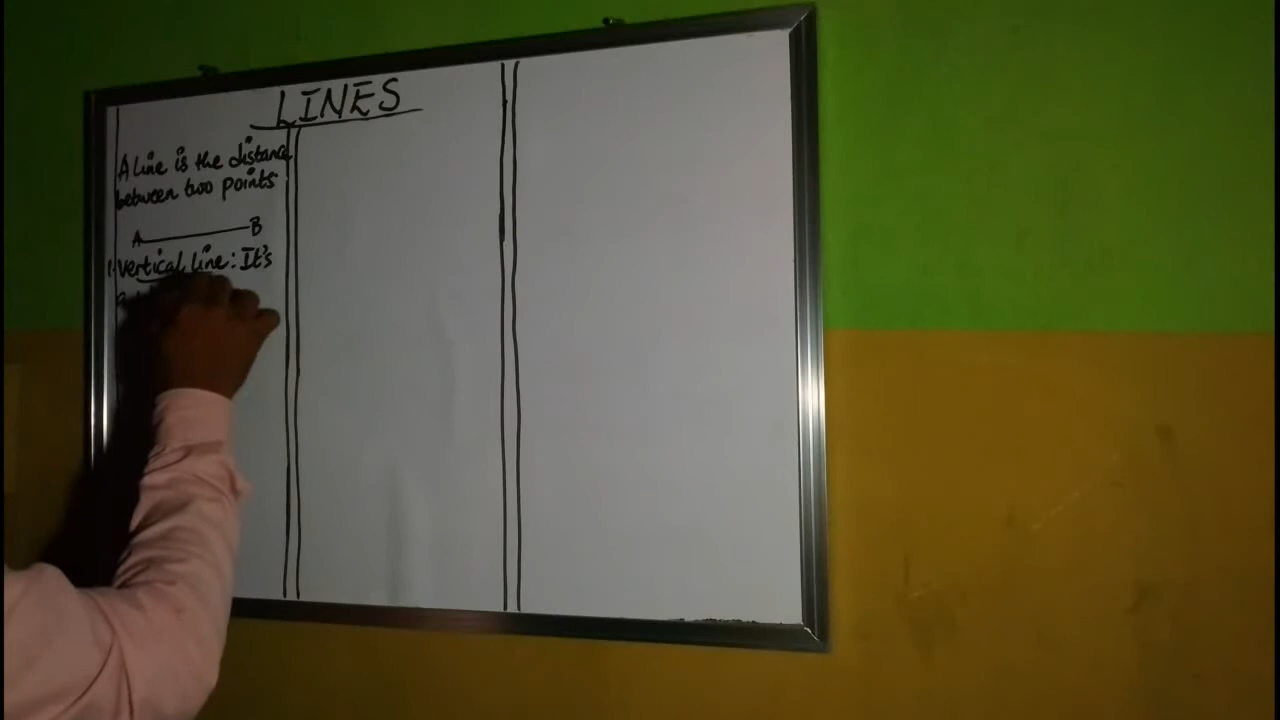 LINES
A line is the distance
between two points
A B
1. Vertical line: It's
a